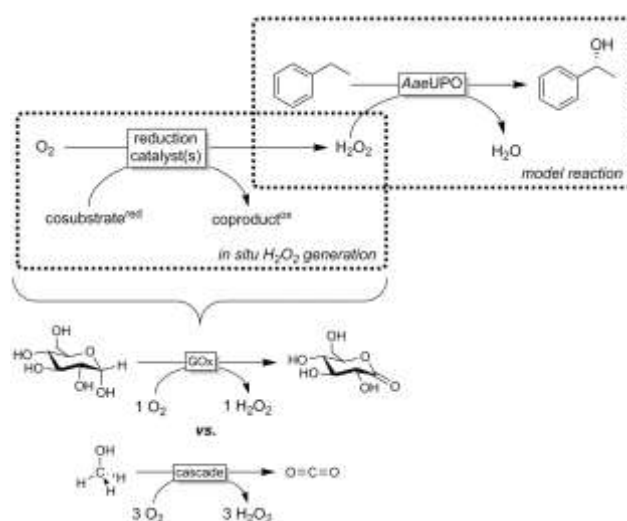 OH
AaeUPO
O2
reduction
catalyst(s)
H2O2
H2O
model reaction
cosubstrate^red
coproduct^ox
in situ H2O2 generation
OH
HO
HO
O
H
OH
OH
GOx
OH
HO
HO
O
OH
O
1 O2
1 H2O2
vs.
OH
C
H
H
H
cascade
O=C=O
3 O2
3 H2O2